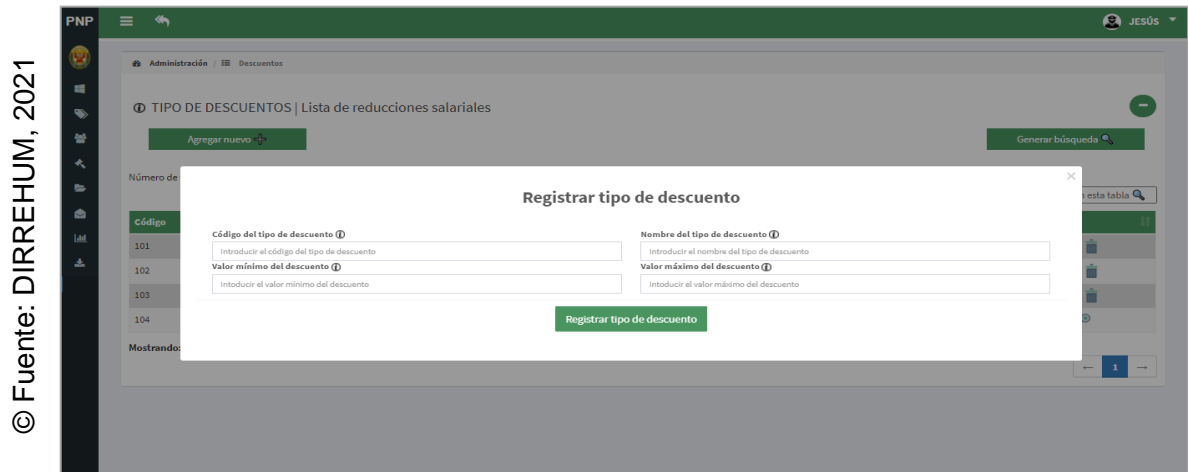 © Fuente: DIRREHUM, 2021
PNP
JESÚS
Administración / Descuentos
TIPO DE DESCUENTOS | Lista de reducciones salariales
Agregar nuevo
Generar búsqueda
Número de
esta tabla
Código
101
102
103
104
Mostrando:
1
Registrar tipo de descuento
×
Código del tipo de descuento
Introducir el código del tipo de descuento
Nombre del tipo de descuento
Introducir el nombre del tipo de descuento
Valor mínimo del descuento
Intoducir el valor mínimo del descuento
Valor máximo del descuento
Intoducir el valor máximo del descuento
Registrar tipo de descuento